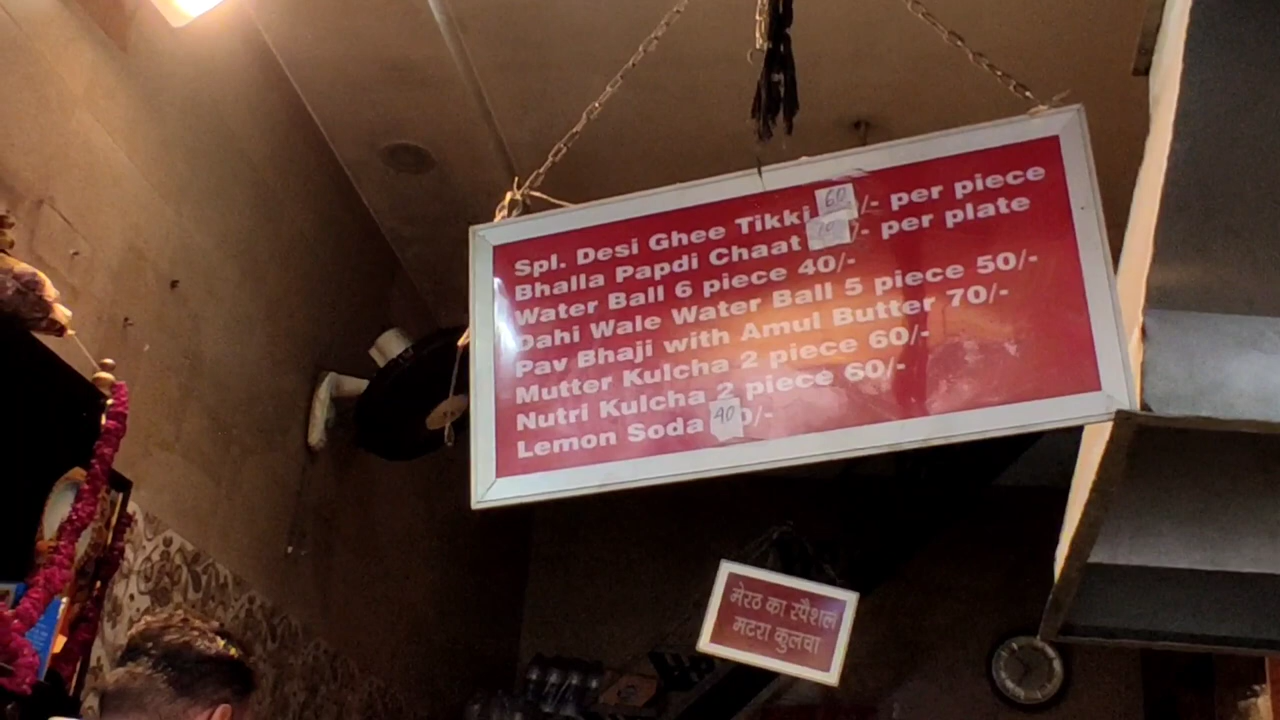 Spl. Desi Ghee Tikki 60/- per piece
Bhalla Papdi Chaat 60/- per plate
Water Ball 6 piece 40/-
Dahi Wale Water Ball 5 piece 50/-
Pav Bhaji with Amul Butter 70/-
Mutter Kulcha 2 piece 60/-
Nutri Kulcha 2 piece 60/-
Lemon Soda 40/-
मेरठ का स्पैशल
मटरा कुलचा